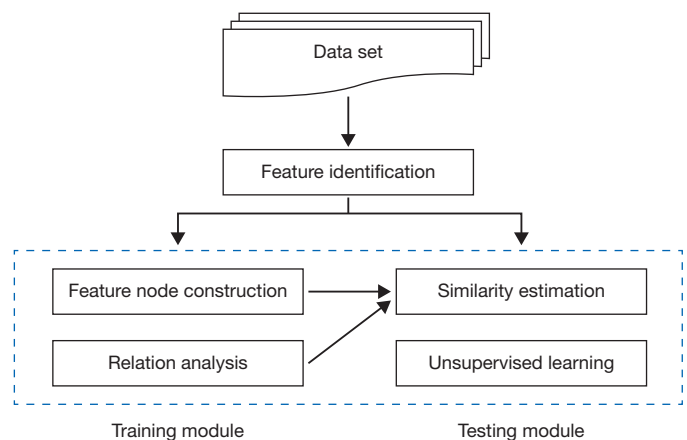 Data set
Feature identification
Feature node construction
Similarity estimation
Relation analysis
Unsupervised learning
Training module
Testing module